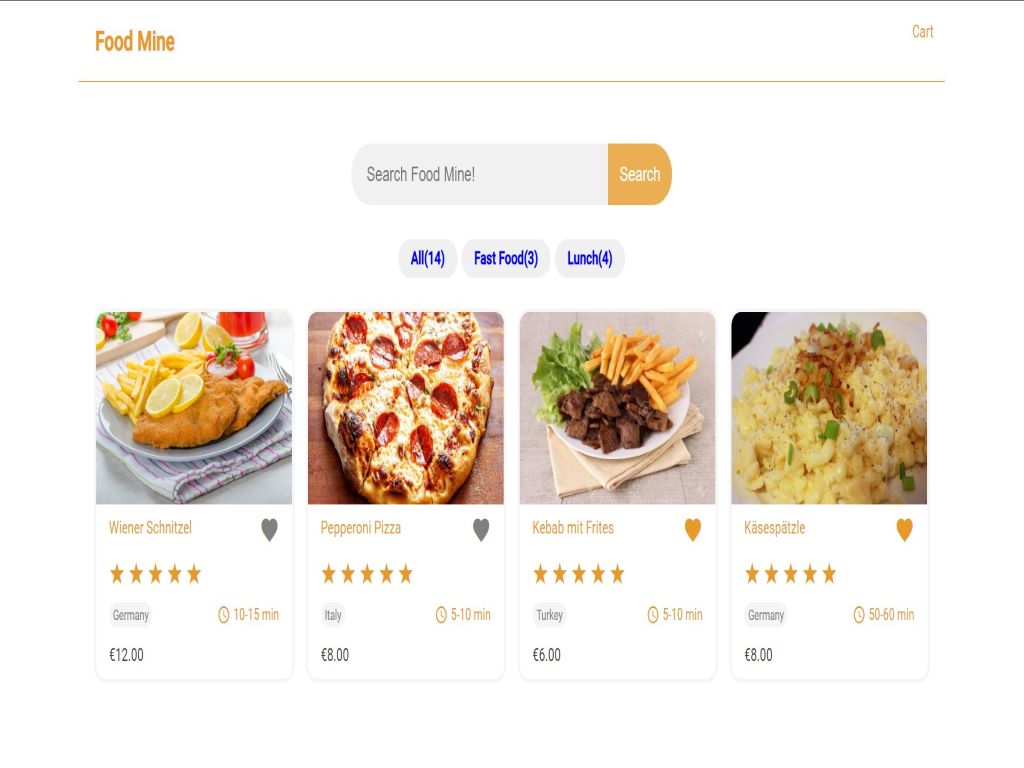 Food Mine
Cart
Search Food Mine!
Search
All(14)
Fast Food(3)
Lunch(4)
Wiener Schnitzel
Pepperoni Pizza
Kebab mit Frites
Käsespätzle
Germany
10-15 min
Italy
5-10 min
Turkey
5-10 min
Germany
50-60 min
€12.00
€8.00
€6.00
€8.00